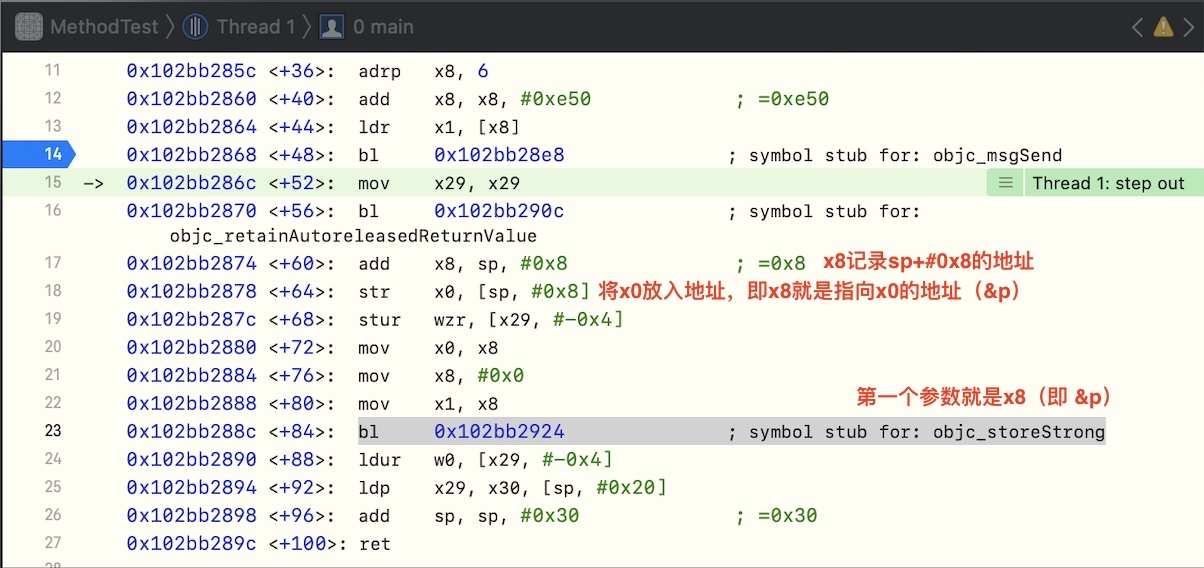 MethodTest 〉 Thread 1 〉 0 main
11 0x102bb285c <+36>: adrp x8, 6
12 0x102bb2860 <+40>: add x8, x8, #0xe50 ; =0xe50
13 0x102bb2864 <+44>: ldr x1, [x8]
14 0x102bb2868 <+48>: bl 0x102bb28e8 ; symbol stub for: objc_msgSend
15 -> 0x102bb286c <+52>: mov x29, x29 Thread 1: step out
16 0x102bb2870 <+56>: bl 0x102bb290c ; symbol stub for:
objc_retainAutoreleasedReturnValue
17 0x102bb2874 <+60>: add x8, sp, #0x8 ; =0x8 x8记录sp+#0x8的地址
18 0x102bb2878 <+64>: str x0, [sp, #0x8] 将x0放入地址，即x8就是指向x0的地址（&p）
19 0x102bb287c <+68>: stur wzr, [x29, #-0x4]
20 0x102bb2880 <+72>: mov x0, x8
21 0x102bb2884 <+76>: mov x8, #0x0
22 0x102bb2888 <+80>: mov x1, x8 第一个参数就是x8（即 &p）
23 0x102bb288c <+84>: bl 0x102bb2924 ; symbol stub for: objc_storeStrong
24 0x102bb2890 <+88>: ldur w0, [x29, #-0x4]
25 0x102bb2894 <+92>: ldp x29, x30, [sp, #0x20]
26 0x102bb2898 <+96>: add sp, sp, #0x30 ; =0x30
27 0x102bb289c <+100>: ret